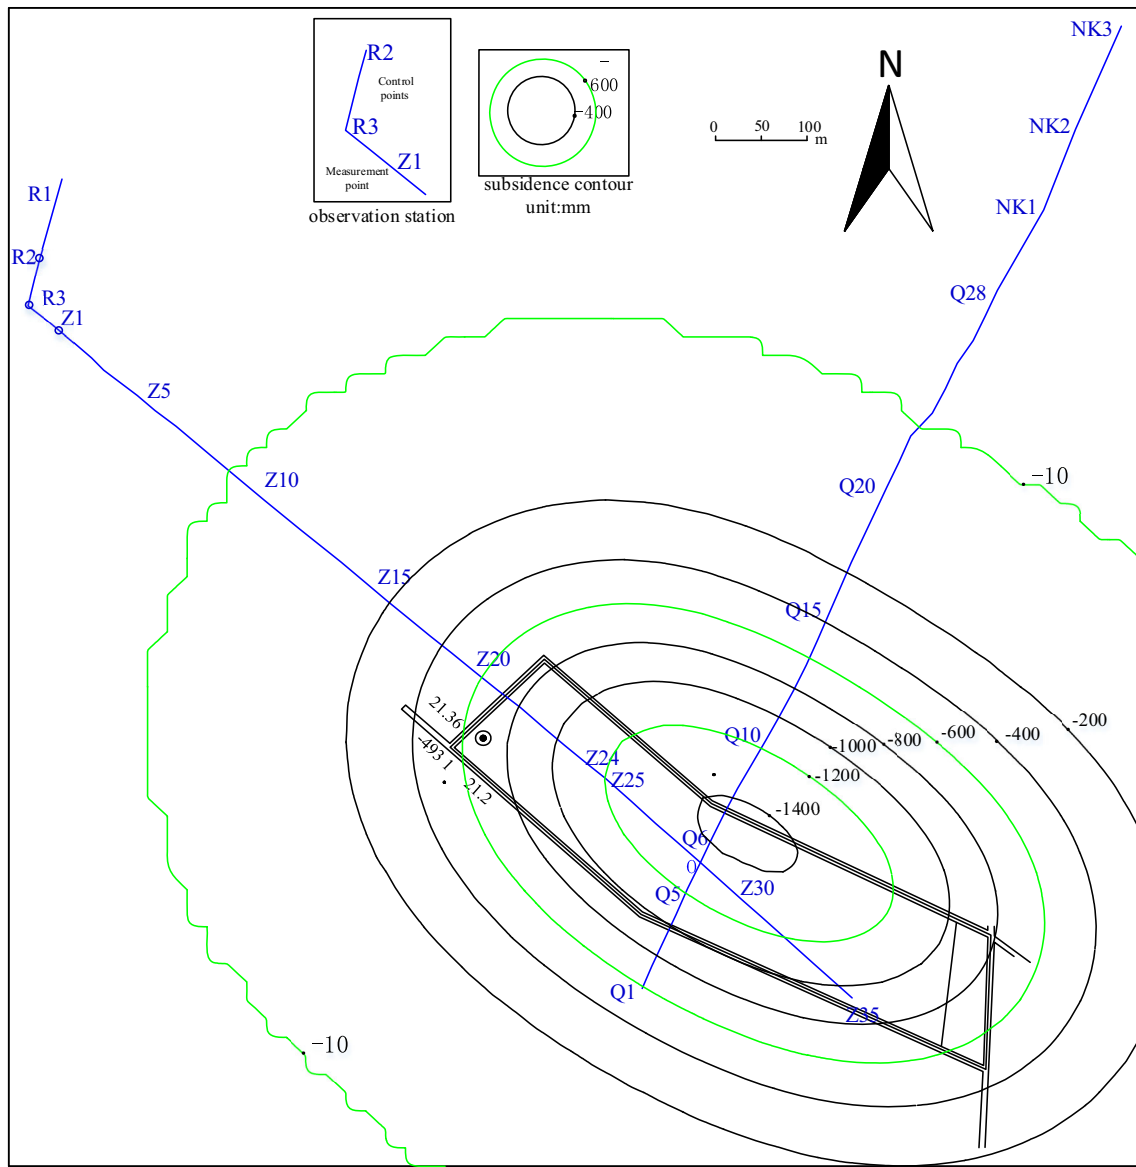 NK3
R2
Control
points
R3
Z1
Measurement
point
observation station
−
600
-400
subsidence contour
unit:mm
0 50 100
m
N
NK2
NK1
R1
R2
R3
Z1
Q28
Z5
Z10
Q20
-10
Z15
Q15
Z20
21.36
-493.1
21.2
Z24
Z25
Q10
-1000
-800
-600
-400
-200
-1200
-1400
Q6
O
Q5
Z30
Q1
Z35
-10